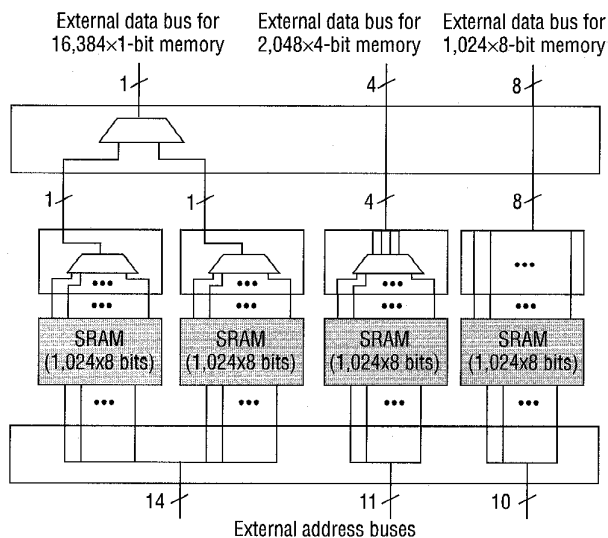 External data bus for External data bus for External data bus for
16,384×1-bit memory 2,048×4-bit memory 1,024×8-bit memory
1 4 8
1 1 4 8
SRAM SRAM SRAM SRAM
(1,024x8 bits) (1,024x8 bits) (1,024x8 bits) (1,024x8 bits)
14 11 10
External address buses